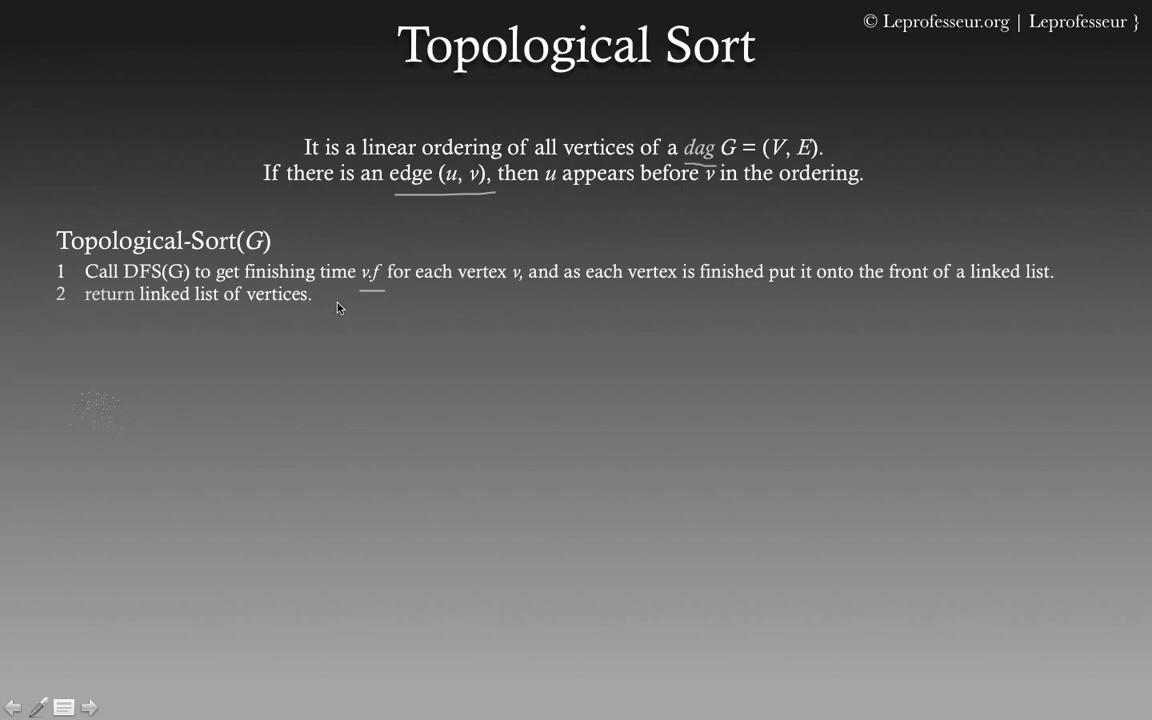 © Leprofesseur.org | Leprofesseur }
Topological Sort
It is a linear ordering of all vertices of a dag G = (V, E).
If there is an edge (u, v), then u appears before v in the ordering.
Topological-Sort(G)
1 Call DFS(G) to get finishing time v.f for each vertex v, and as each vertex is finished put it onto the front of a linked list.
2 return linked list of vertices.